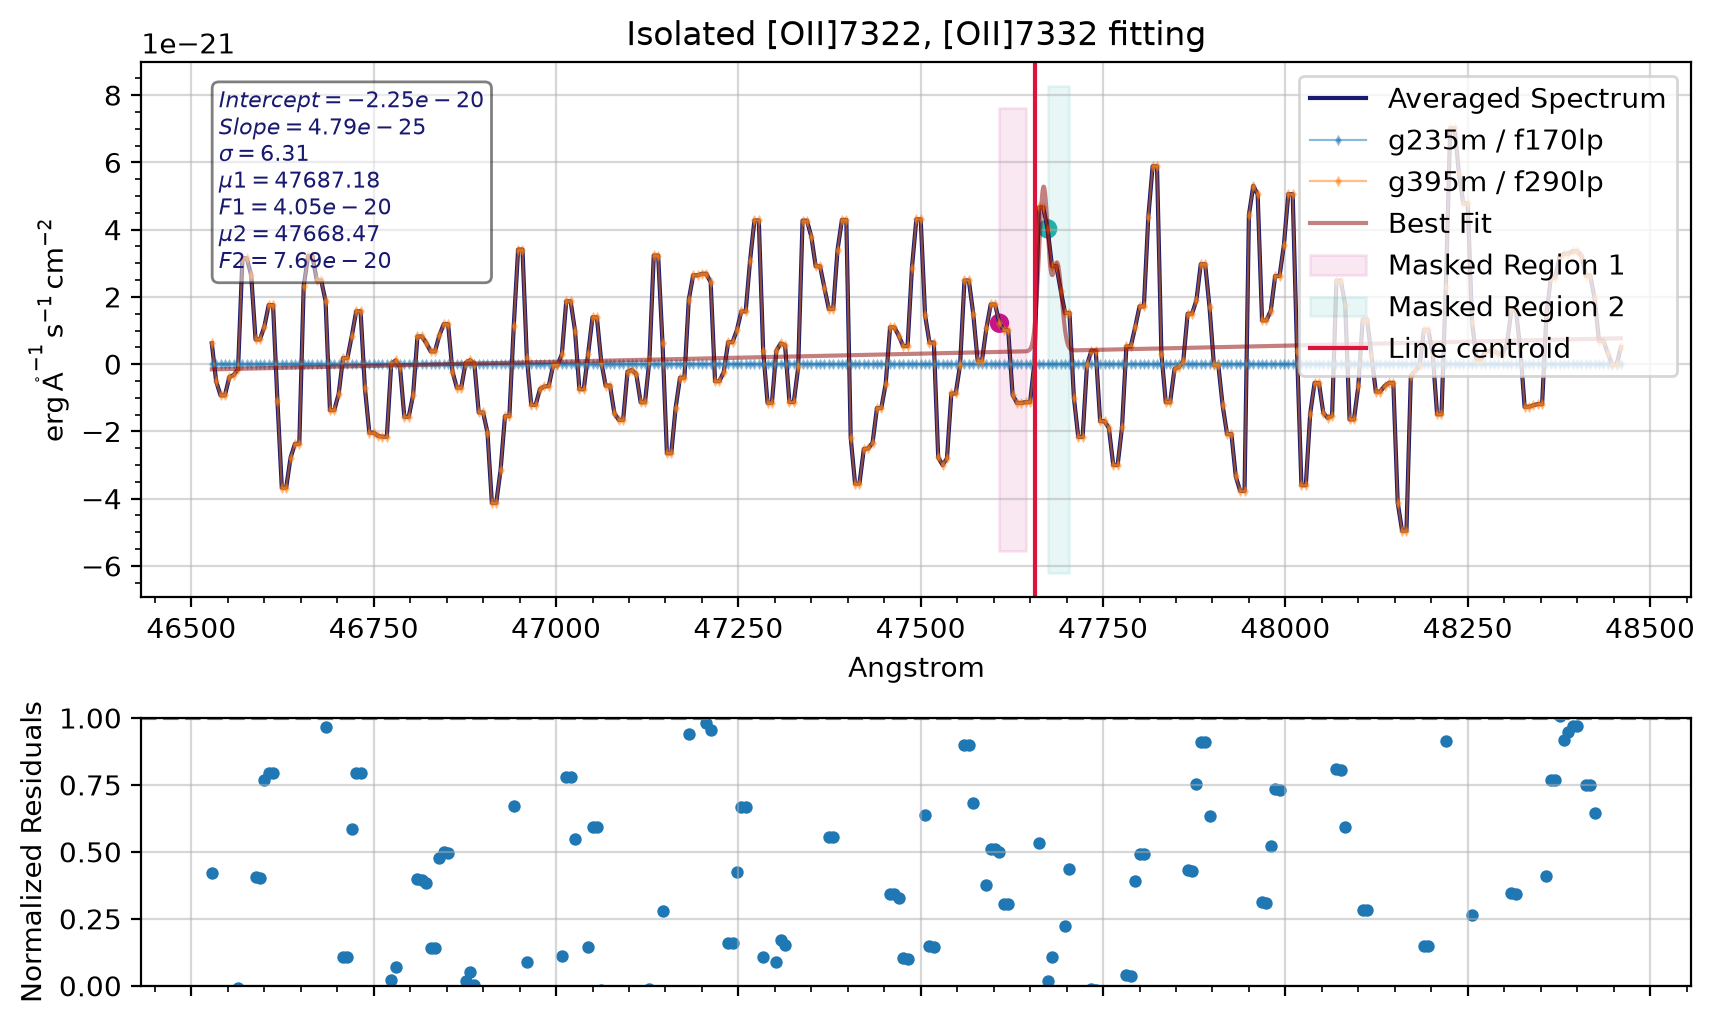 Isolated [OII]7322, [OII]7332 fitting
1e−21
Intercept = −2.25e − 20
Slope = 4.79e − 25
σ = 6.31
μ1 = 47687.18
F1 = 4.05e − 20
μ2 = 47668.47
F2 = 7.69e − 20
Averaged Spectrum
g235m / f170lp
g395m / f290lp
Best Fit
Masked Region 1
Masked Region 2
Line centroid
8
6
4
2
0
−2
−4
−6
erg Å⁻¹ s⁻¹ cm⁻²
46500 46750 47000 47250 47500 47750 48000 48250 48500
Angstrom
1.00
0.75
0.50
0.25
0.00
Normalized Residuals